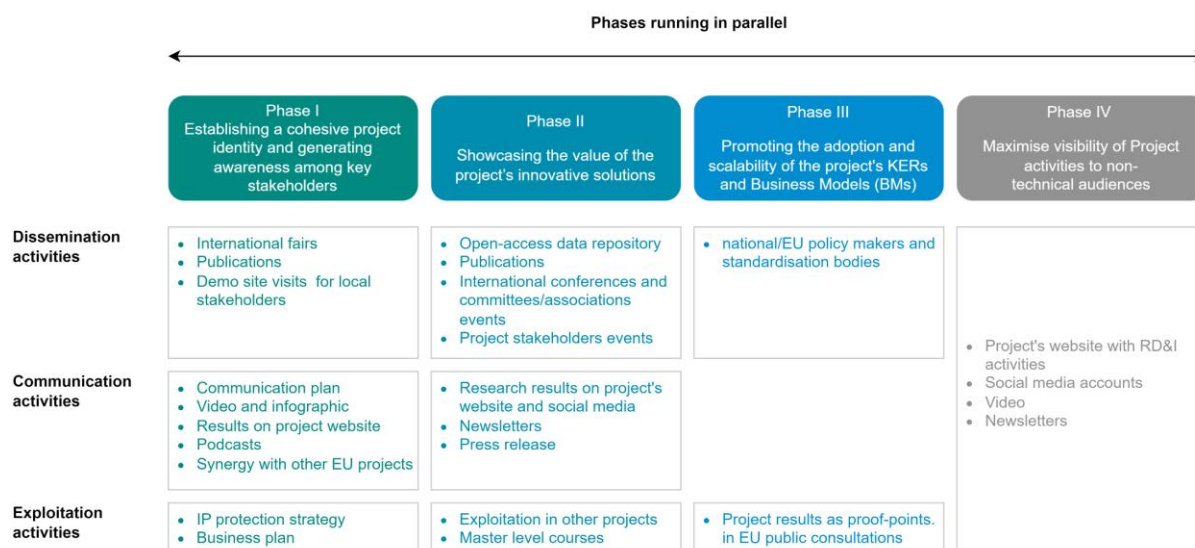 Phases running in parallel
Phase I
Establishing a cohesive project
identity and generating
awareness among key
stakeholders
Phase II
Showcasing the value of the
project's innovative solutions
Phase III
Promoting the adoption and
scalability of the project's KERs
and Business Models (BMs)
Phase IV
Maximise visibility of Project
activities to non-
technical audiences
Dissemination
activities
• International fairs
• Publications
• Demo site visits for local
stakeholders
• Open-access data repository
• Publications
• International conferences and
committees/associations
events
• Project stakeholders events
• national/EU policy makers and
standardisation bodies
• Project's website with RD&I
activities
• Social media accounts
• Video
• Newsletters
Communication
activities
• Communication plan
• Video and infographic
• Results on project website
• Podcasts
• Synergy with other EU projects
• Research results on project's
website and social media
• Newsletters
• Press release
Exploitation
activities
• IP protection strategy
• Business plan
• Exploitation in other projects
• Master level courses
• Project results as proof-points.
in EU public consultations